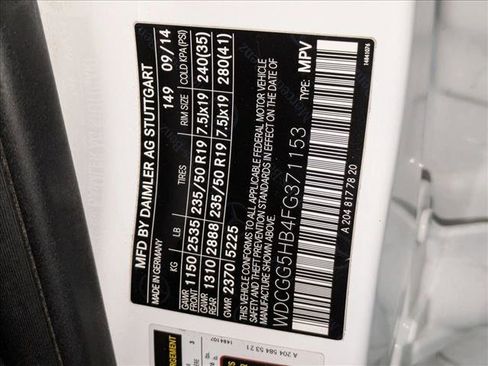 MFD BY DAIMLER AG STUTTGART
MADE IN GERMANY 149 09/14
KG LB TIRES RIM SIZE COLD KPA (PSI)
GAWR FRONT 1150 2535 235/50 R19 7.5Jx19 240(35)
GAWR REAR 1310 2888 235/50 R19 7.5Jx19 280(41)
GVWR 2370 5225
THIS VEHICLE CONFORMS TO ALL APPLICABLE FEDERAL MOTOR VEHICLE
SAFETY AND THEFT PREVENTION STANDARDS IN EFFECT ON THE DATE OF
MANUFACTURE SHOWN ABOVE.
WDCGG5HB4FG371153 TYPE: MPV
A 204 817 78 20
14841076
A 204 584 53 21
1484107
3